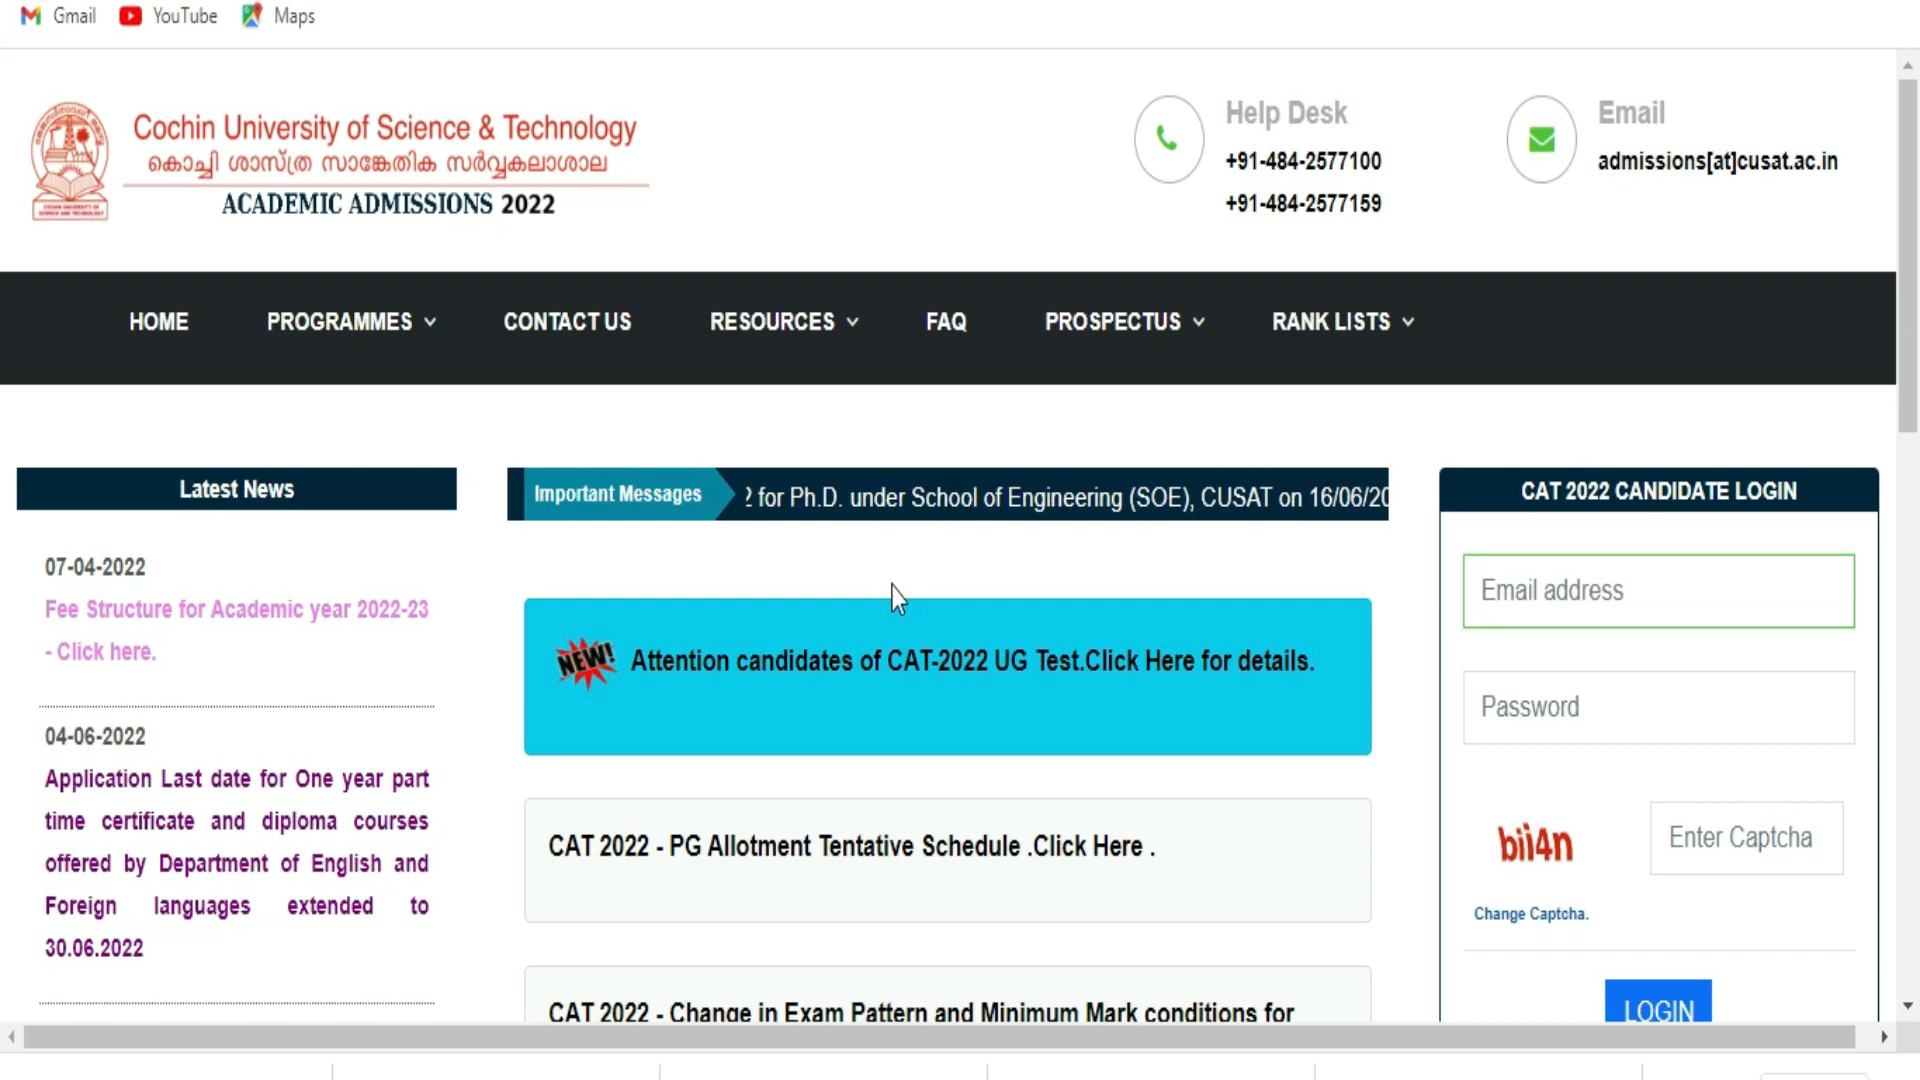 Gmail YouTube Maps
Cochin University of Science & Technology
കൊച്ചി ശാസ്ത്ര സാങ്കേതിക സർവ്വകലാശാല
ACADEMIC ADMISSIONS 2022
Help Desk
+91-484-2577100
+91-484-2577159
Email
admissions[at]cusat.ac.in
HOME PROGRAMMES CONTACT US RESOURCES FAQ PROSPECTUS RANK LISTS
Latest News
07-04-2022
Fee Structure for Academic year 2022-23
- Click here.
04-06-2022
Application Last date for One year part
time certificate and diploma courses
offered by Department of English and
Foreign languages extended to
30.06.2022
Important Messages
2 for Ph.D. under School of Engineering (SOE), CUSAT on 16/06/20
NEW! Attention candidates of CAT-2022 UG Test.Click Here for details.
CAT 2022 - PG Allotment Tentative Schedule .Click Here .
CAT 2022 - Change in Exam Pattern and Minimum Mark conditions for
CAT 2022 CANDIDATE LOGIN
Email address
Password
bii4n
Enter Captcha
Change Captcha.
LOGIN